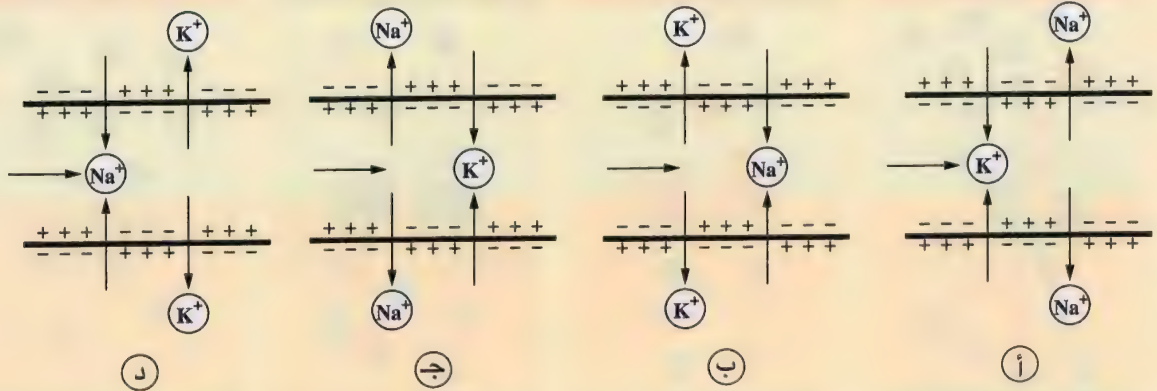 Na⁺
+ + + − − − + + +
− − − + + + − − −
K⁺
− − − + + + − − −
+ + + − − − + + +
Na⁺
أ
K⁺
+ + + − − − + + +
− − − + + + − − −
Na⁺
− − − + + + − − −
+ + + − − − + + +
K⁺
ب
Na⁺
− − − + + + − − −
+ + + − − − + + +
K⁺
+ + + − − − + + +
− − − + + + − − −
Na⁺
ج
K⁺
− − − + + + − − −
+ + + − − − + + +
Na⁺
+ + + − − − + + +
− − − + + + − − −
K⁺
د